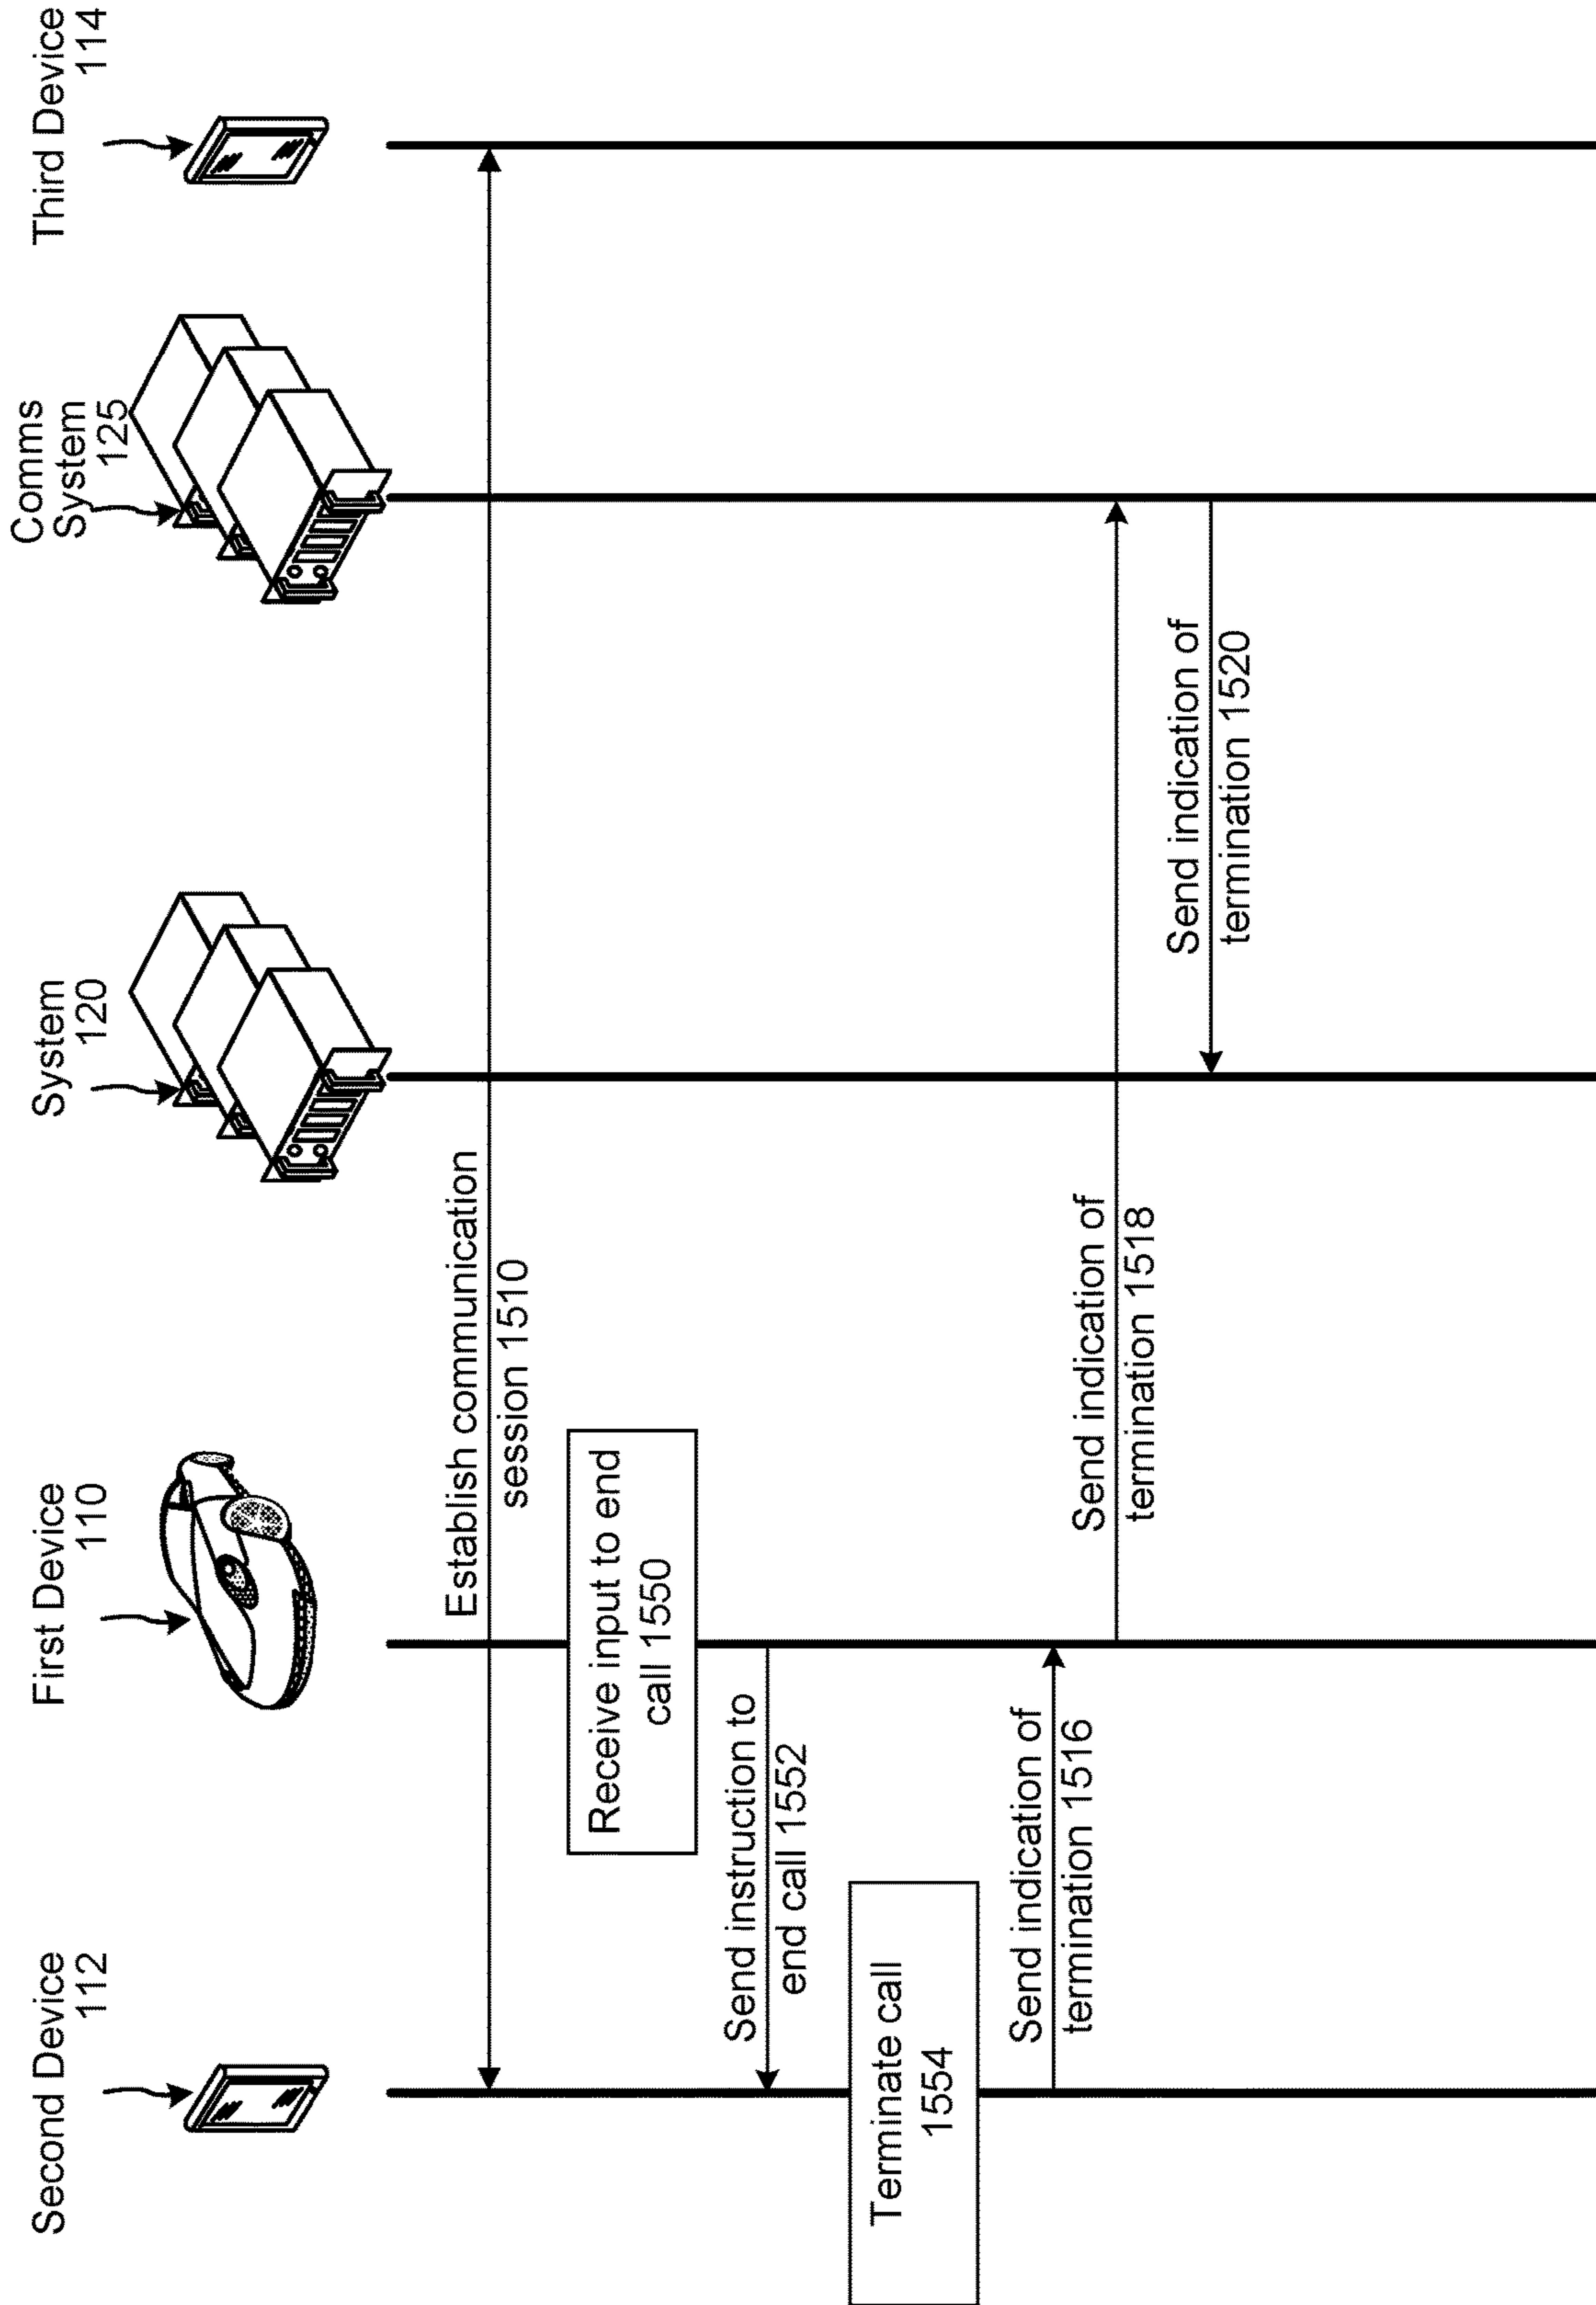 Second Device
112
First Device
110
System
120
Comms
System
125
Third Device
114
Establish communication
session 1510
Receive input to end
call 1550
Send instruction to
end call 1552
Terminate call
1554
Send indication of
termination 1516
Send indication of
termination 1518
Send indication of
termination 1520